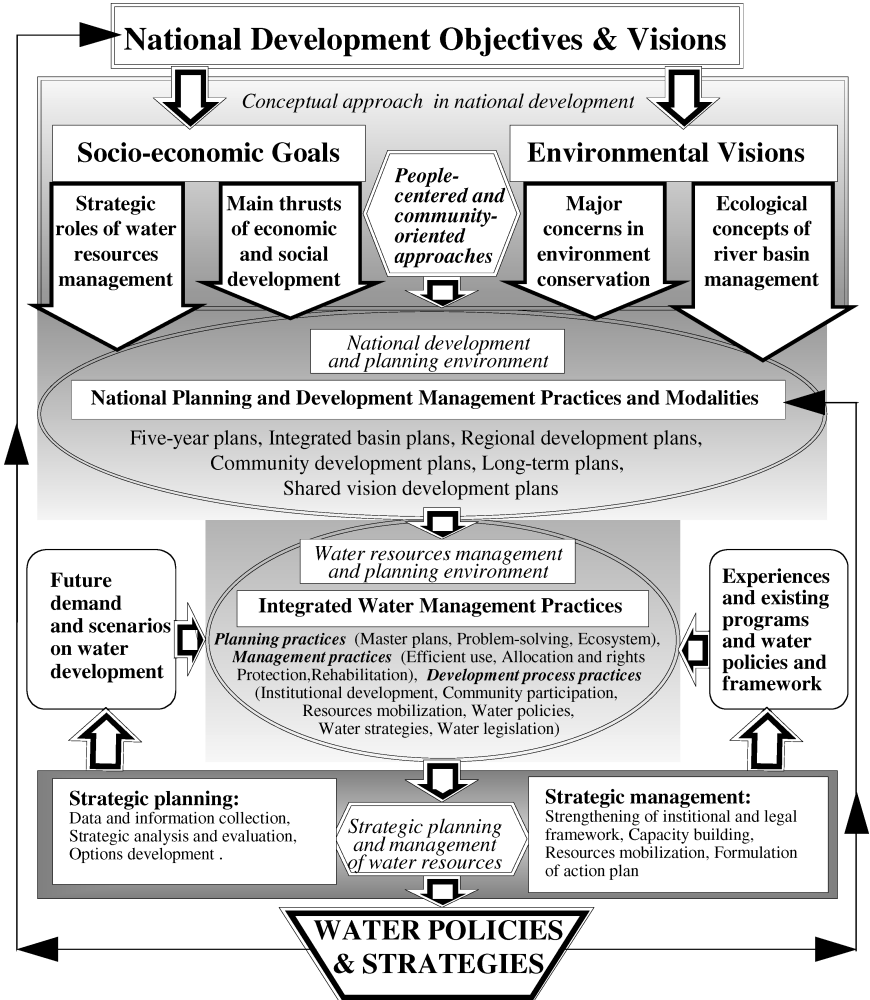 National Development Objectives & Visions
Conceptual approach in national development
Socio-economic Goals
Environmental Visions
Strategic
roles of water
resources
management
Main thrusts
of economic
and social
development
People-
centered and
community-
oriented
approaches
Major
concerns in
environment
conservation
Ecological
concepts of
river basin
management
National development
and planning environment
National Planning and Development Management Practices and Modalities
Five-year plans, Integrated basin plans, Regional development plans,
Community development plans, Long-term plans,
Shared vision development plans
Water resources management
and planning environment
Integrated Water Management Practices
Planning practices (Master plans, Problem-solving, Ecosystem),
Management practices (Efficient use, Allocation and rights
Protection,Rehabilitation), Development process practices
(Institutional development, Community participation,
Resources mobilization, Water policies,
Water strategies, Water legislation)
Future
demand
and scenarios
on water
development
Experiences
and existing
programs
and water
policies and
framework
Strategic planning:
Data and information collection,
Strategic analysis and evaluation,
Options development .
Strategic planning
and management
of water resources
Strategic management:
Strengthening of institional and legal
framework, Capacity building,
Resources mobilization, Formulation
of action plan
WATER POLICIES
& STRATEGIES